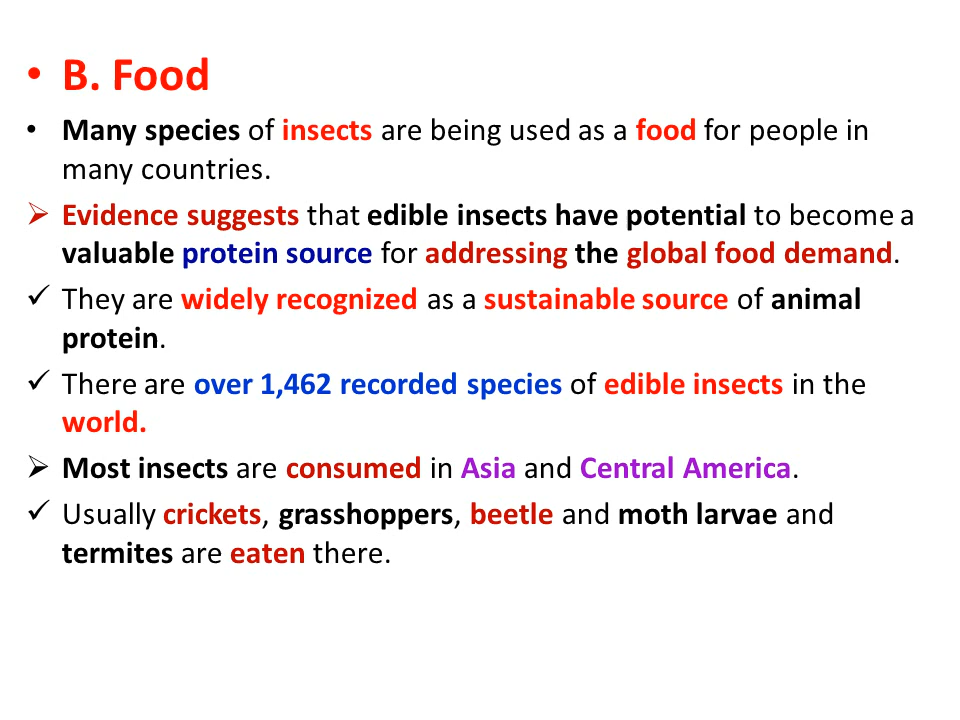 • B. Food
• Many species of insects are being used as a food for people in
many countries.
➢ Evidence suggests that edible insects have potential to become a
valuable protein source for addressing the global food demand.
✓ They are widely recognized as a sustainable source of animal
protein.
✓ There are over 1,462 recorded species of edible insects in the
world.
➢ Most insects are consumed in Asia and Central America.
✓ Usually crickets, grasshoppers, beetle and moth larvae and
termites are eaten there.